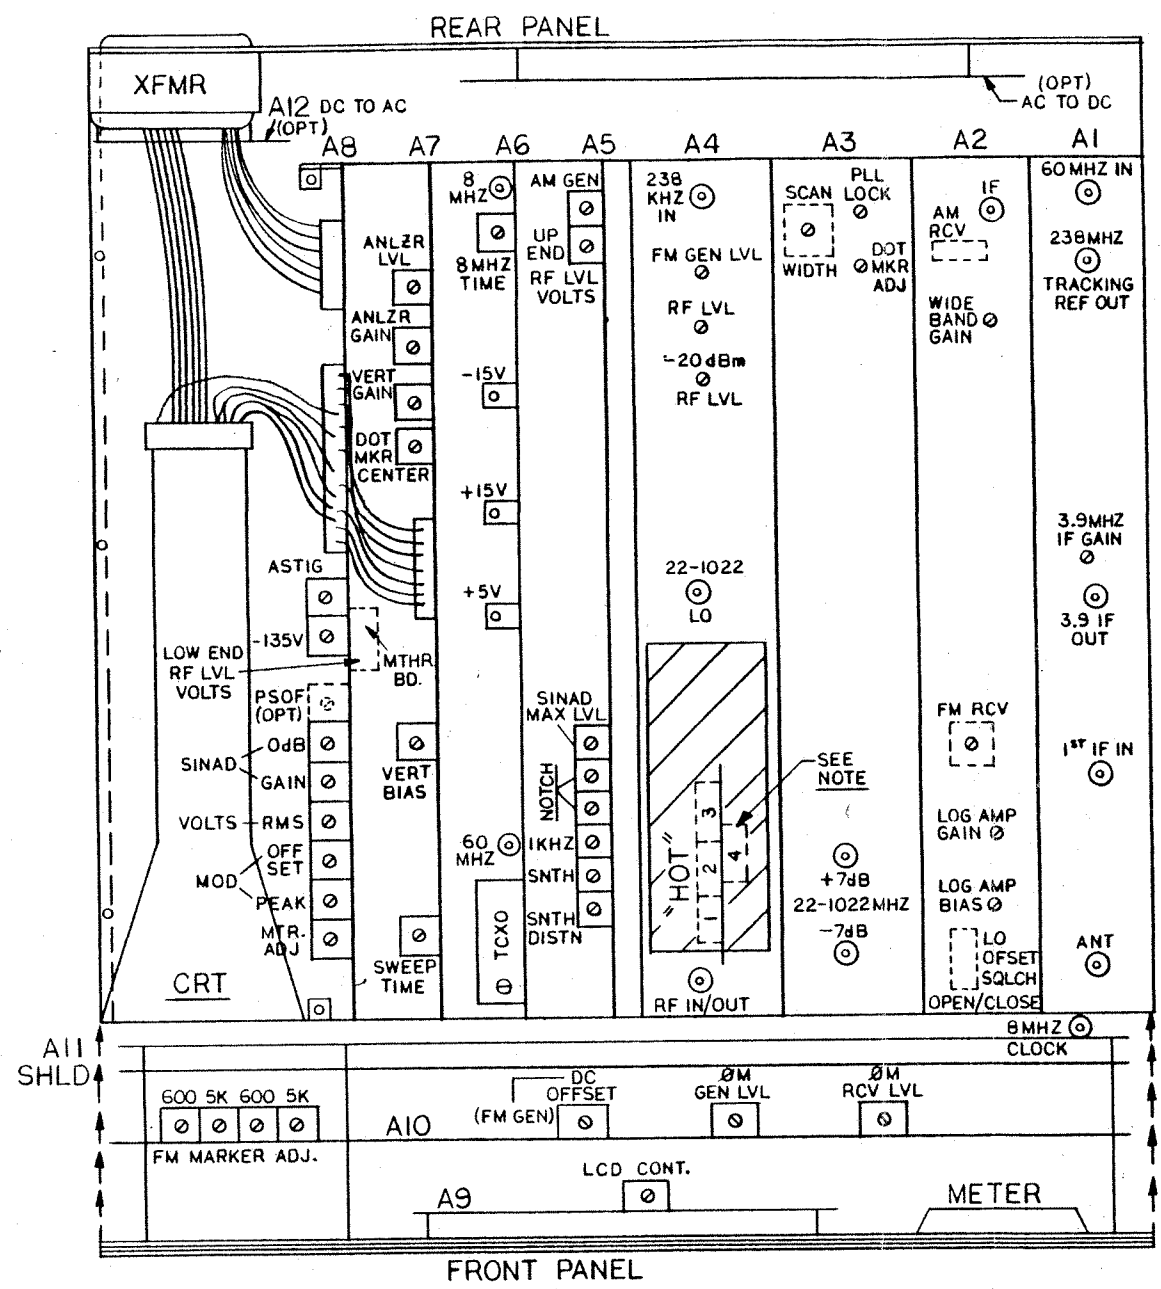 REAR PANEL
XFMR
A12 DC TO AC
(OPT)
(OPT)
AC TO DC
A8
A7
A6
A5
A4
A3
A2
A1
ANLZR
LVL
ANLZR
GAIN
VERT
GAIN
DOT
MKR
CENTER
ASTIG
-135V
LOW END
RF LVL
VOLTS
MTHR
BD.
PSOF
(OPT)
0dB
SINAD
GAIN
VOLTS
RMS
OFF
SET
MOD
PEAK
MTR.
ADJ
CRT
VERT
BIAS
SWEEP
TIME
8
MHZ
8MHZ
TIME
-15V
+15V
+5V
60
MHZ
TCXO
AM GEN
UP
END
RF LVL
VOLTS
SINAD
MAX LVL
NOTCH
1KHZ
SNTH
SNTH
DISTN
238
KHZ
IN
FM GEN LVL
RF LVL
-20dBm
RF LVL
22-1022
LO
"HOT"
1
2
3
4
SEE
NOTE
RF IN/OUT
SCAN
WIDTH
PLL
LOCK
DOT
MKR
ADJ
+7dB
22-1022MHZ
-7dB
IF
AM
RCV
WIDE
BAND
GAIN
FM RCV
LOG AMP
GAIN
LOG AMP
BIAS
LO
OFSET
SQLCH
OPEN/CLOSE
60MHZ IN
238MHZ
TRACKING
REF OUT
3.9MHZ
IF GAIN
3.9 IF
OUT
1ST IF IN
ANT
8MHZ
CLOCK
A11
SHLD
600 5K 600 5K
FM MARKER ADJ.
A10
DC
OFFSET
(FM GEN)
ØM
GEN LVL
ØM
RCV LVL
LCD CONT.
A9
METER
FRONT PANEL